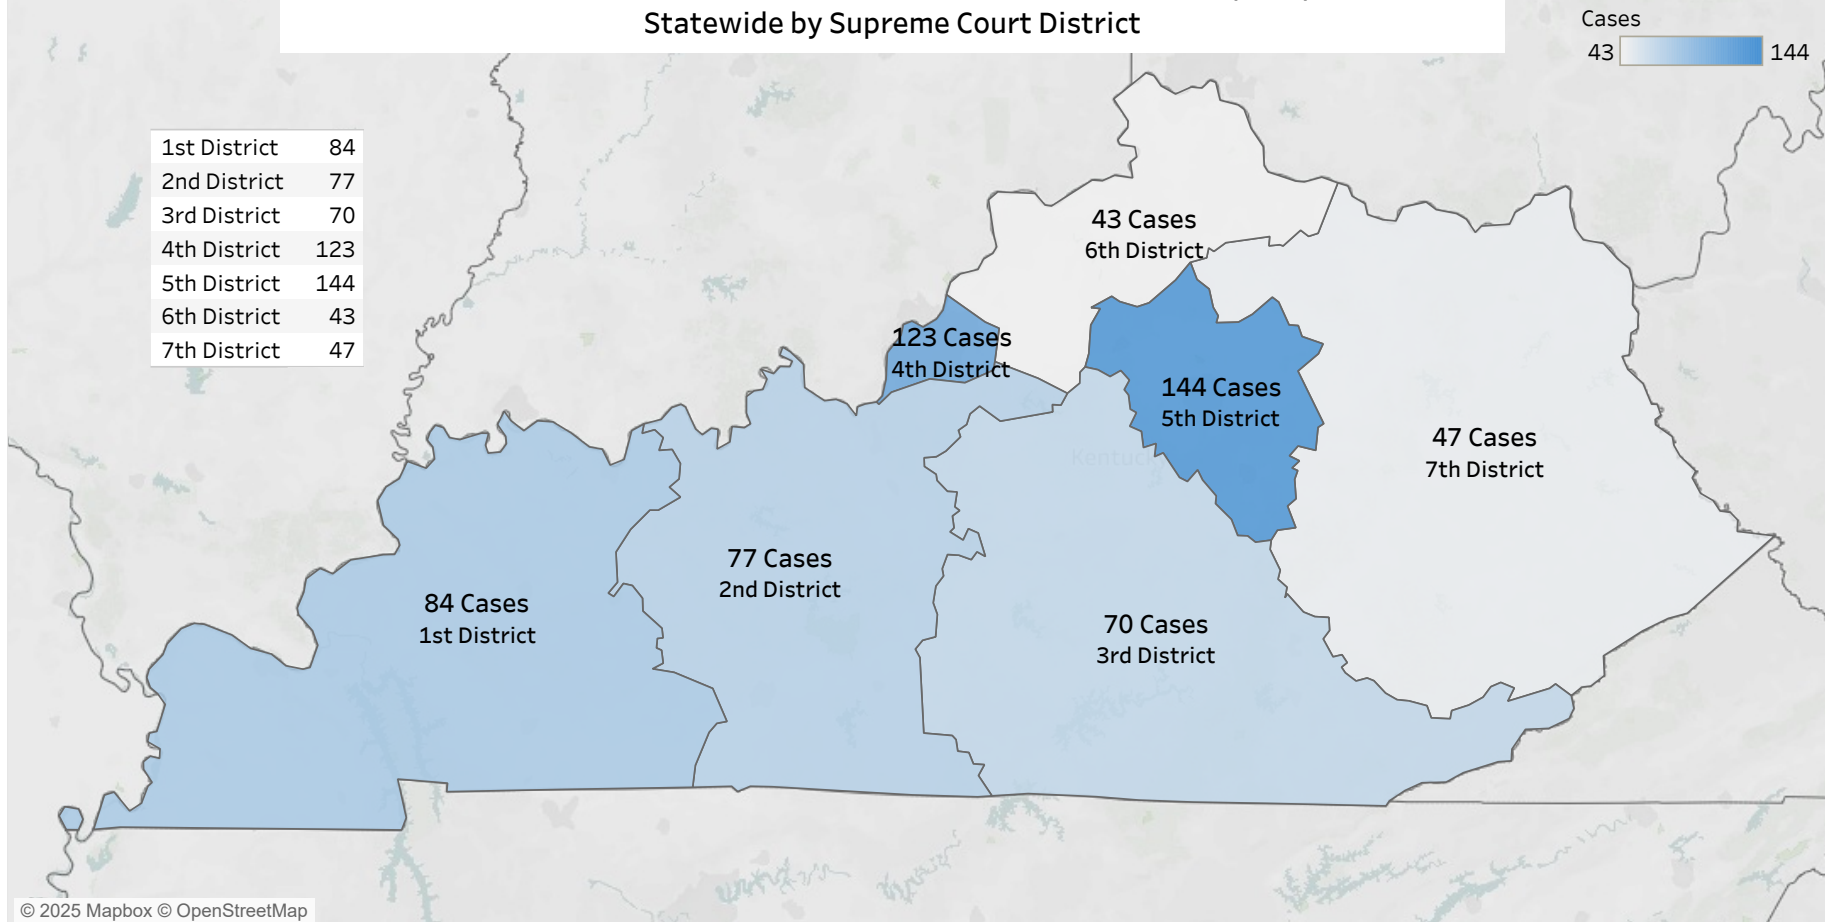 Statewide by Supreme Court District
Cases
43 144
1st District 84
2nd District 77
3rd District 70
4th District 123
5th District 144
6th District 43
7th District 47
43 Cases
6th District
123 Cases
4th District
144 Cases
5th District
47 Cases
7th District
Kentucky
77 Cases
2nd District
84 Cases
1st District
70 Cases
3rd District
© 2025 Mapbox © OpenStreetMap